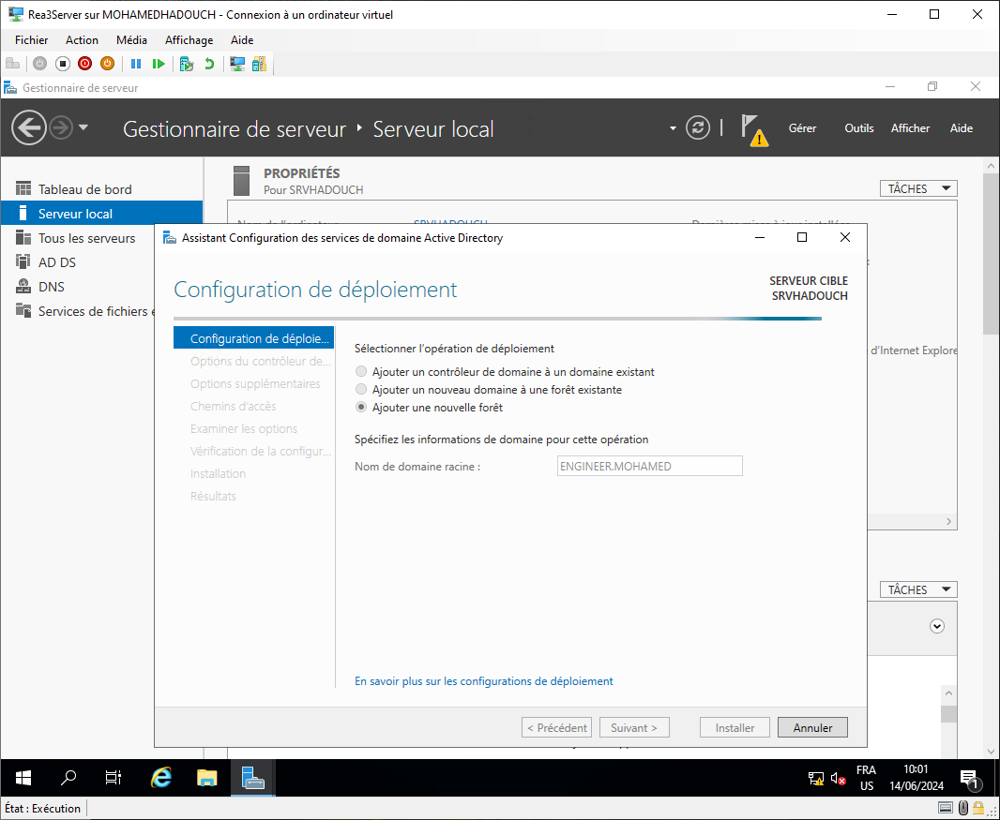 Rea3Server sur MOHAMEDHADOUCH - Connexion à un ordinateur virtuel
Fichier Action Média Affichage Aide
Gestionnaire de serveur
Gestionnaire de serveur Serveur local
Gérer Outils Afficher Aide
Tableau de bord
Serveur local
Tous les serveurs
AD DS
DNS
Services de fichiers
PROPRIÉTÉS
Pour SRVHADOUCH
TÂCHES
Assistant Configuration des services de domaine Active Directory
Configuration de déploiement
SERVEUR CIBLE
SRVHADOUCH
Configuration de déploie...
Options du contrôleur de...
Options supplémentaires
Chemins d'accès
Examiner les options
Vérification de la configur...
Installation
Résultats
Sélectionner l'opération de déploiement
Ajouter un contrôleur de domaine à un domaine existant
Ajouter un nouveau domaine à une forêt existante
Ajouter une nouvelle forêt
Spécifiez les informations de domaine pour cette opération
Nom de domaine racine :
ENGINEER.MOHAMED
En savoir plus sur les configurations de déploiement
< Précédent Suivant > Installer Annuler
d'Internet Explore
TÂCHES
FRA
US
10:01
14/06/2024
1
État : Exécution